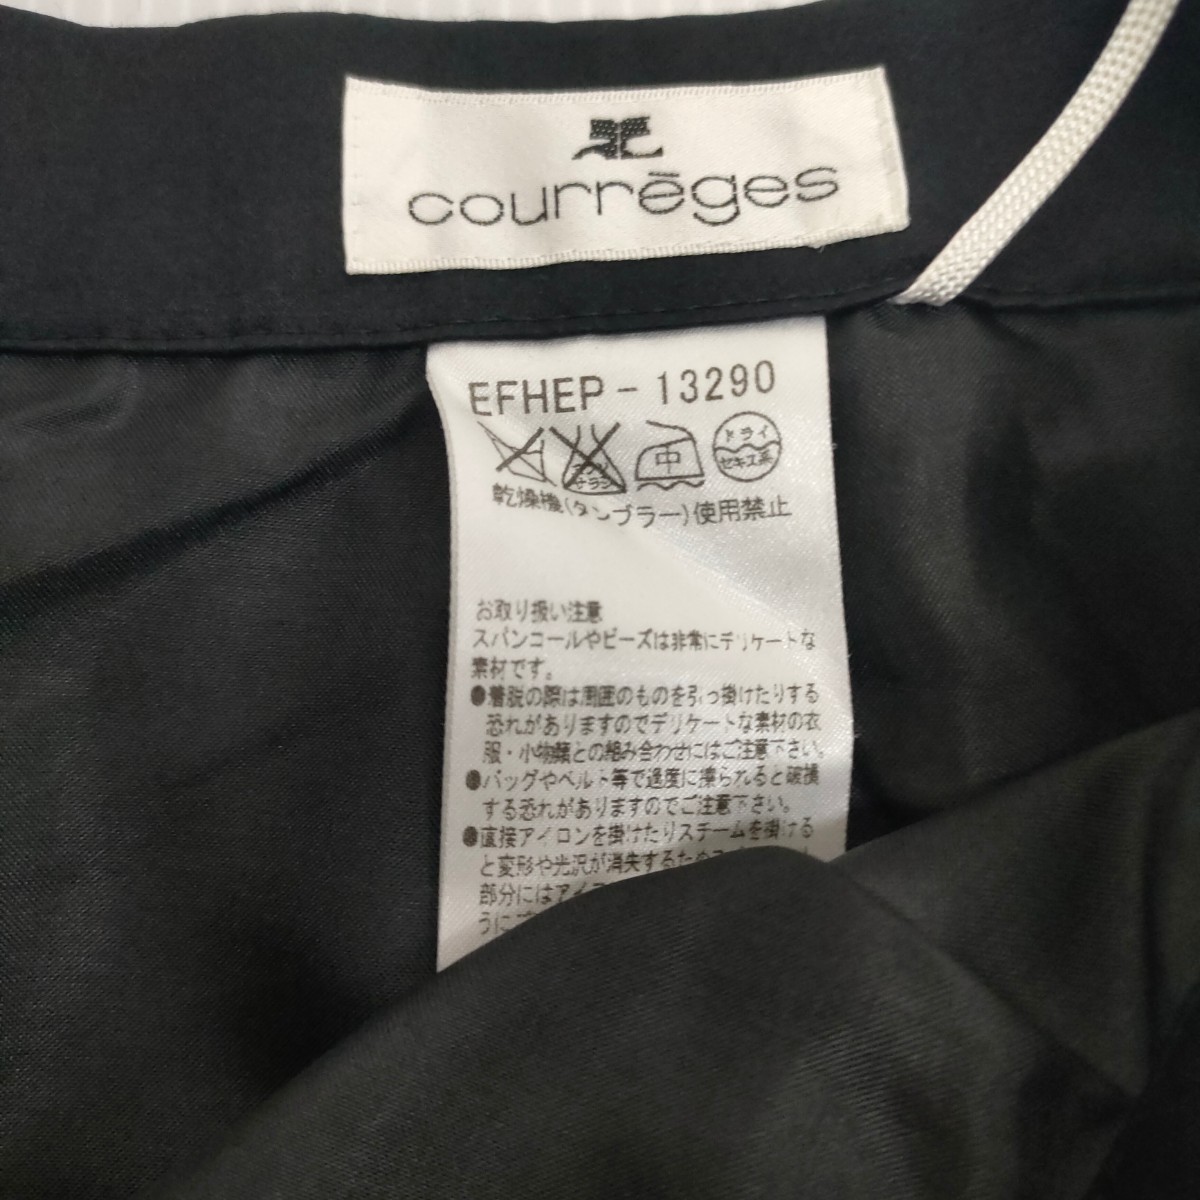 courrèges
EFHEP-13290
エンソ サラシ
中
ドライ
セキユ系
乾燥機(タンブラー)使用禁止
お取り扱い注意
スパンコールやビーズは非常にデリケートな
素材です。
●着脱の際は周囲のものを引っ掛けたりする
恐れがありますのでデリケートな素材の衣
服・小物類との組み合わせにはご注意下さい。
●バッグやベルト等で過度に擦られると破損
する恐れがありますのでご注意下さい。
●直接アイロンを掛けたりスチームを掛ける
と変形や光沢が消失するため
部分にはアイ
うにご